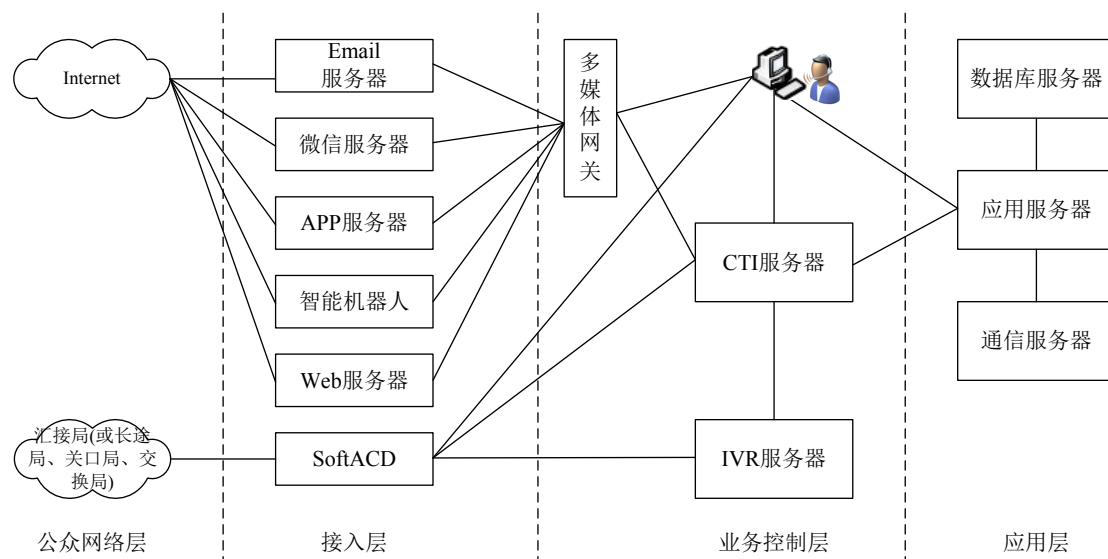 Internet
汇接局(或长途
局、关口局、交
换局)
公众网络层
Email
服务器
微信服务器
APP服务器
智能机器人
Web服务器
SoftACD
接入层
多
媒
体
网
关
CTI服务器
IVR服务器
业务控制层
数据库服务器
应用服务器
通信服务器
应用层